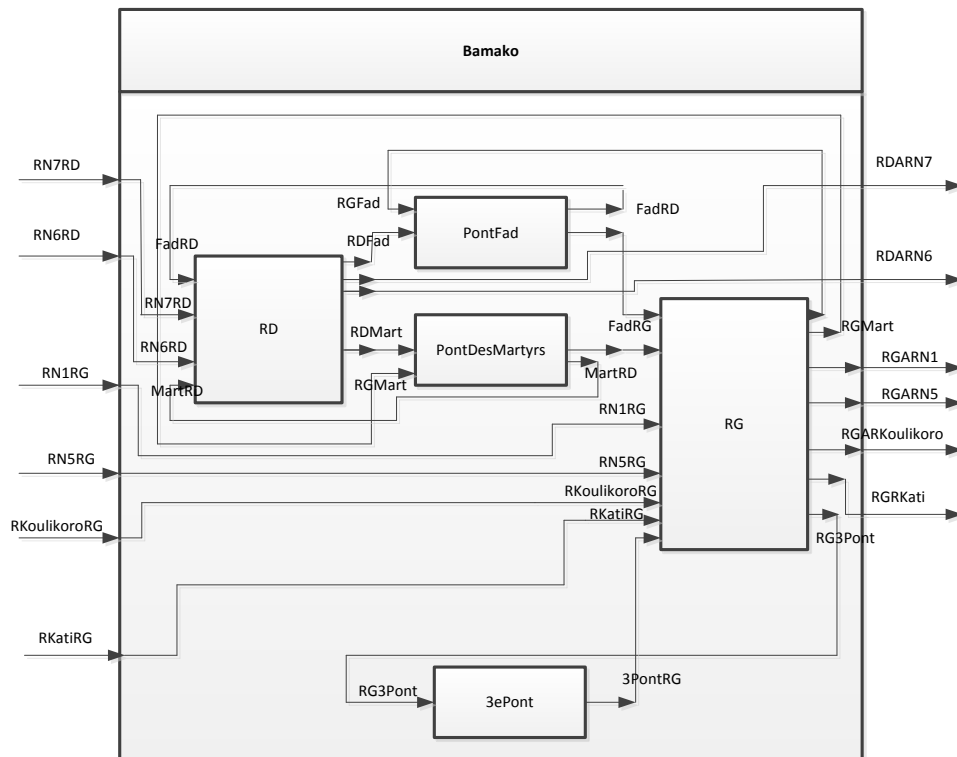 Bamako
RN7RD
RDARN7
RGFad
FadRD
PontFad
RN6RD
FadRD
RDFad
RDARN6
RN7RD
RD
RDMart
FadRG
RGMart
RN6RD
PontDesMartyrs
RN1RG
MartRD
RGMart
MartRD
RGARN1
RGARN5
RN1RG
RG
RGARKoulikoro
RN5RG
RN5RG
RKoulikoroRG
RGRKati
RKoulikoroRG
RKatiRG
RG3Pont
RKatiRG
RG3Pont
3ePont
3PontRG